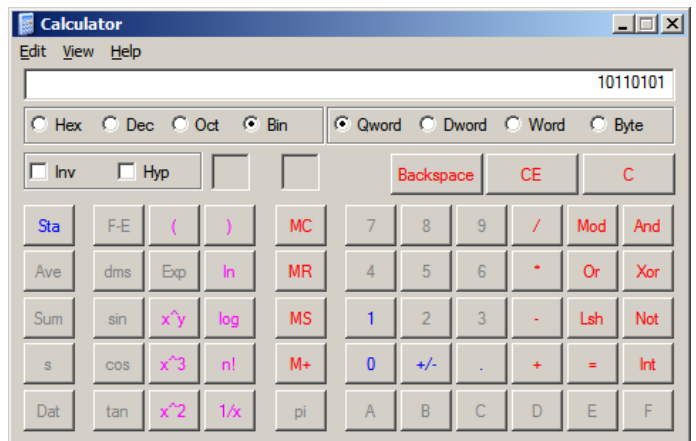 Calculator
Edit View Help
10110101
Hex Dec Oct Bin Qword Dword Word Byte
Inv Hyp Backspace CE C
Sta F-E ( ) MC 7 8 9 / Mod And
Ave dms Exp ln MR 4 5 6 * Or Xor
Sum sin x^y log MS 1 2 3 - Lsh Not
s cos x^3 n! M+ 0 +/- . + = Int
Dat tan x^2 1/x pi A B C D E F